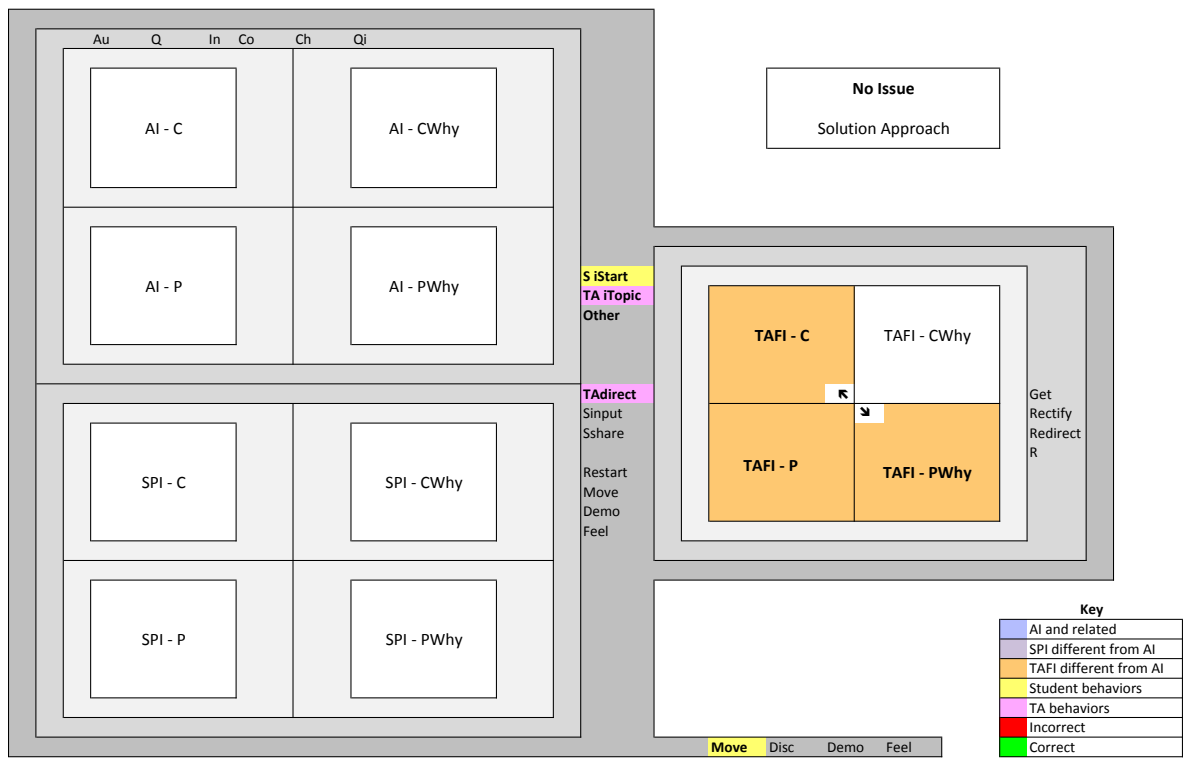 Au Q In Co Ch Qi
No Issue
Solution Approach
AI - C
AI - CWhy
AI - P
AI - PWhy
S iStart
TA iTopic
Other
TAdirect
Sinput
Sshare
Restart
Move
Demo
Feel
SPI - C
SPI - CWhy
SPI - P
SPI - PWhy
TAFI - C
TAFI - CWhy
TAFI - P
TAFI - PWhy
Get
Rectify
Redirect
R
Move Disc Demo Feel
Key
AI and related
SPI different from AI
TAFI different from AI
Student behaviors
TA behaviors
Incorrect
Correct